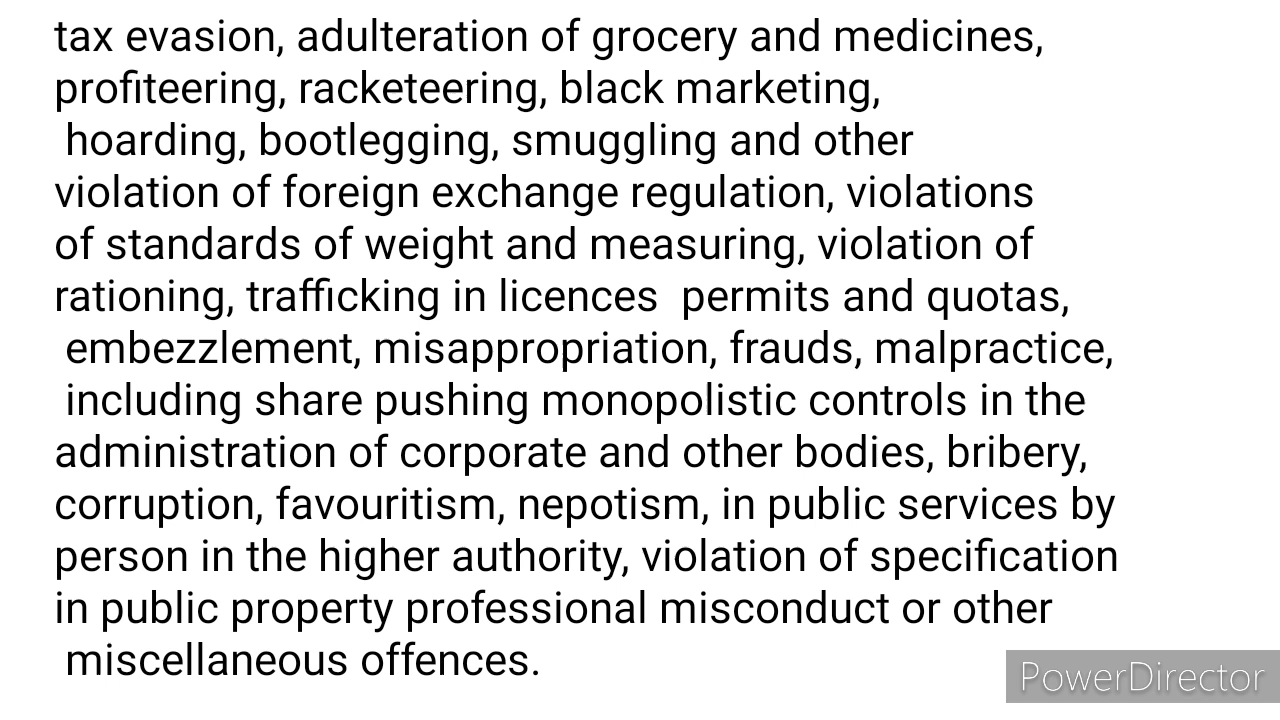 tax evasion, adulteration of grocery and medicines,
profiteering, racketeering, black marketing,
hoarding, bootlegging, smuggling and other
violation of foreign exchange regulation, violations
of standards of weight and measuring, violation of
rationing, trafficking in licences  permits and quotas,
embezzlement, misappropriation, frauds, malpractice,
including share pushing monopolistic controls in the
administration of corporate and other bodies, bribery,
corruption, favouritism, nepotism, in public services by
person in the higher authority, violation of specification
in public property professional misconduct or other
miscellaneous offences.
PowerDirector